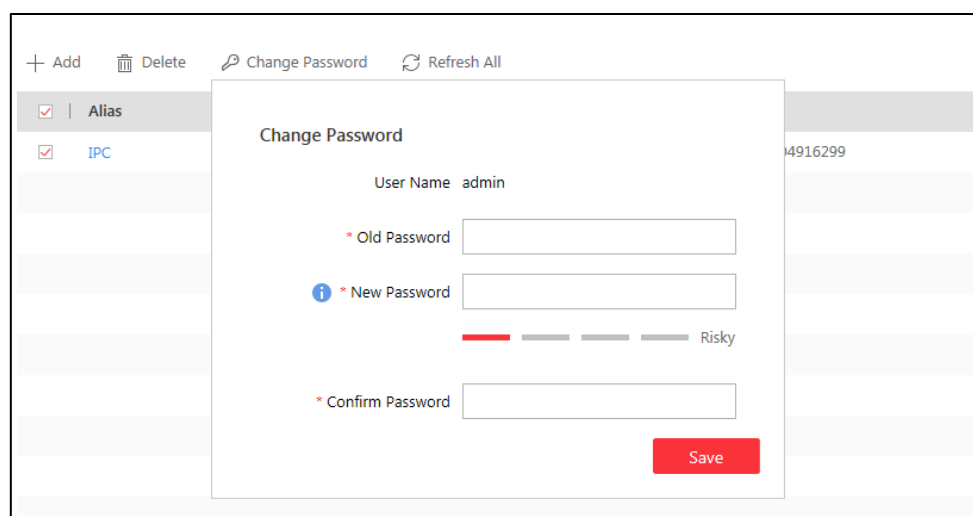 Add Delete Change Password Refresh All
Alias
Change Password
IPC
04916299
User Name admin
* Old Password
i * New Password
Risky
* Confirm Password
Save